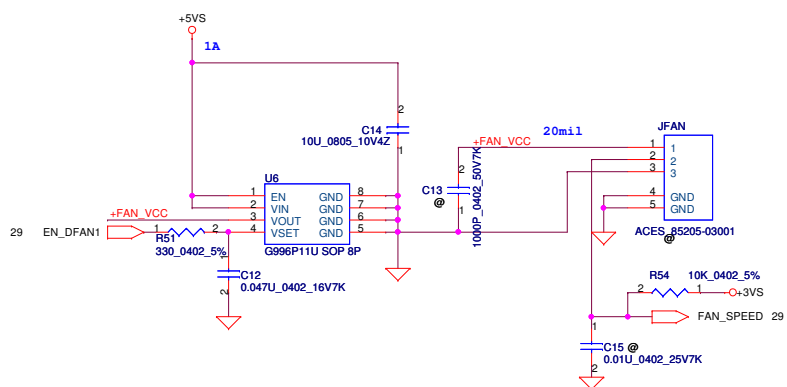 +5VS
1A
2
C14
10U_0805_10V4Z
1
+FAN_VCC
20mil
JFAN
1 1
2 2
3 3
4 GND
5 GND
ACES_85205-03001
@
2
C13
@
1
1000P_0402_50V7K
U6
1 EN GND 8
2 VIN GND 7
3 VOUT GND 6
4 VSET GND 5
G996P11U SOP 8P
+FAN_VCC
29 EN_DFAN1
1 2
R51
330_0402_5%
1
C12
0.047U_0402_16V7K
2
R54 10K_0402_5%
2 1
+3VS
FAN_SPEED 29
1
C15 @
0.01U_0402_25V7K
2